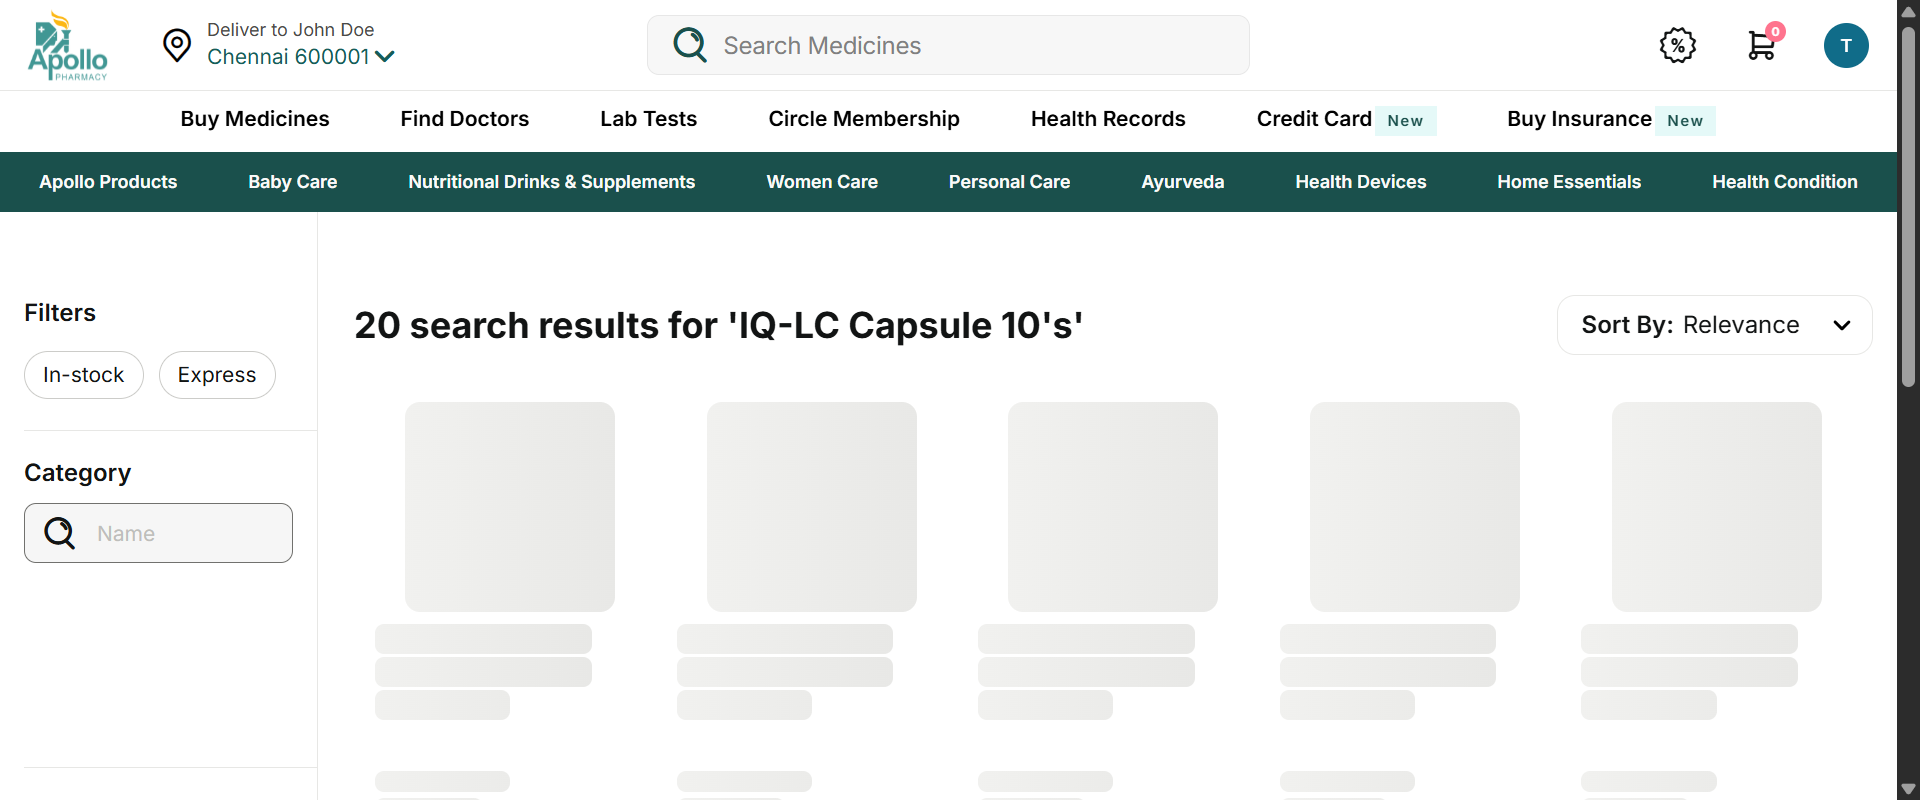 Apollo
PHARMACY
Deliver to John Doe
Chennai 600001
Search Medicines
%
0
T
Buy Medicines
Find Doctors
Lab Tests
Circle Membership
Health Records
Credit Card New
Buy Insurance New
Apollo Products
Baby Care
Nutritional Drinks & Supplements
Women Care
Personal Care
Ayurveda
Health Devices
Home Essentials
Health Condition
Filters
In-stock
Express
Category
Name
20 search results for 'IQ-LC Capsule 10's'
Sort By: Relevance